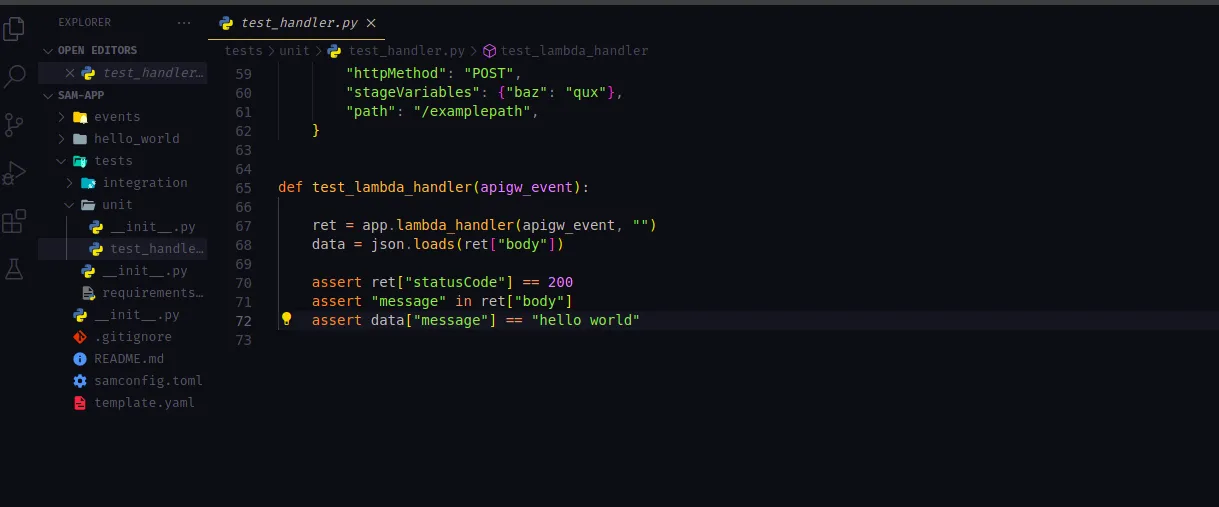 EXPLORER ···
OPEN EDITORS
test_handler...
SAM-APP
events
hello_world
tests
integration
unit
__init__.py
test_handle...
__init__.py
requirements...
__init__.py
.gitignore
README.md
samconfig.toml
template.yaml
test_handler.py
tests > unit > test_handler.py > test_lambda_handler
59 "httpMethod": "POST",
60 "stageVariables": {"baz": "qux"},
61 "path": "/examplepath",
62 }
63
64
65 def test_lambda_handler(apigw_event):
66
67 ret = app.lambda_handler(apigw_event, "")
68 data = json.loads(ret["body"])
69
70 assert ret["statusCode"] == 200
71 assert "message" in ret["body"]
72 assert data["message"] == "hello world"
73